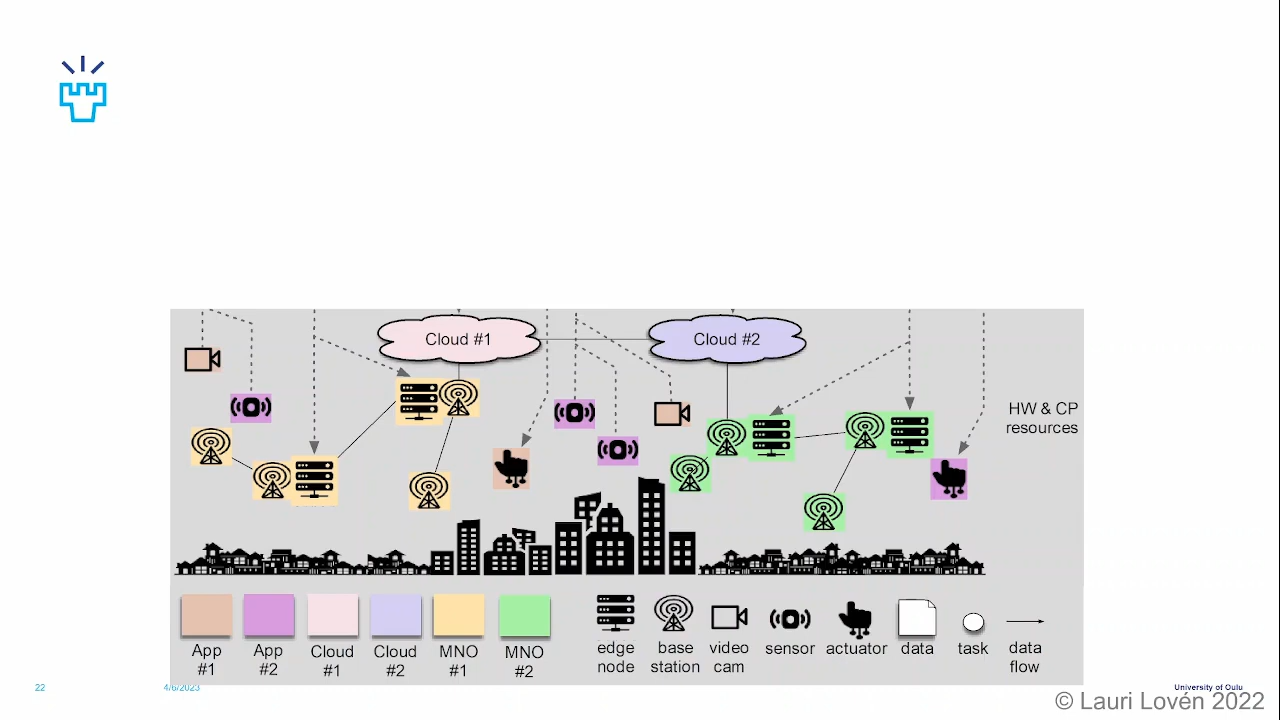 Cloud #1
Cloud #2
HW & CP
resources
App
#1
App
#2
Cloud
#1
Cloud
#2
MNO
#1
MNO
#2
edge
node
base
station
video
cam
sensor
actuator
data
task
data
flow
22
4/6/2023
University of Oulu
© Lauri Lovén 2022